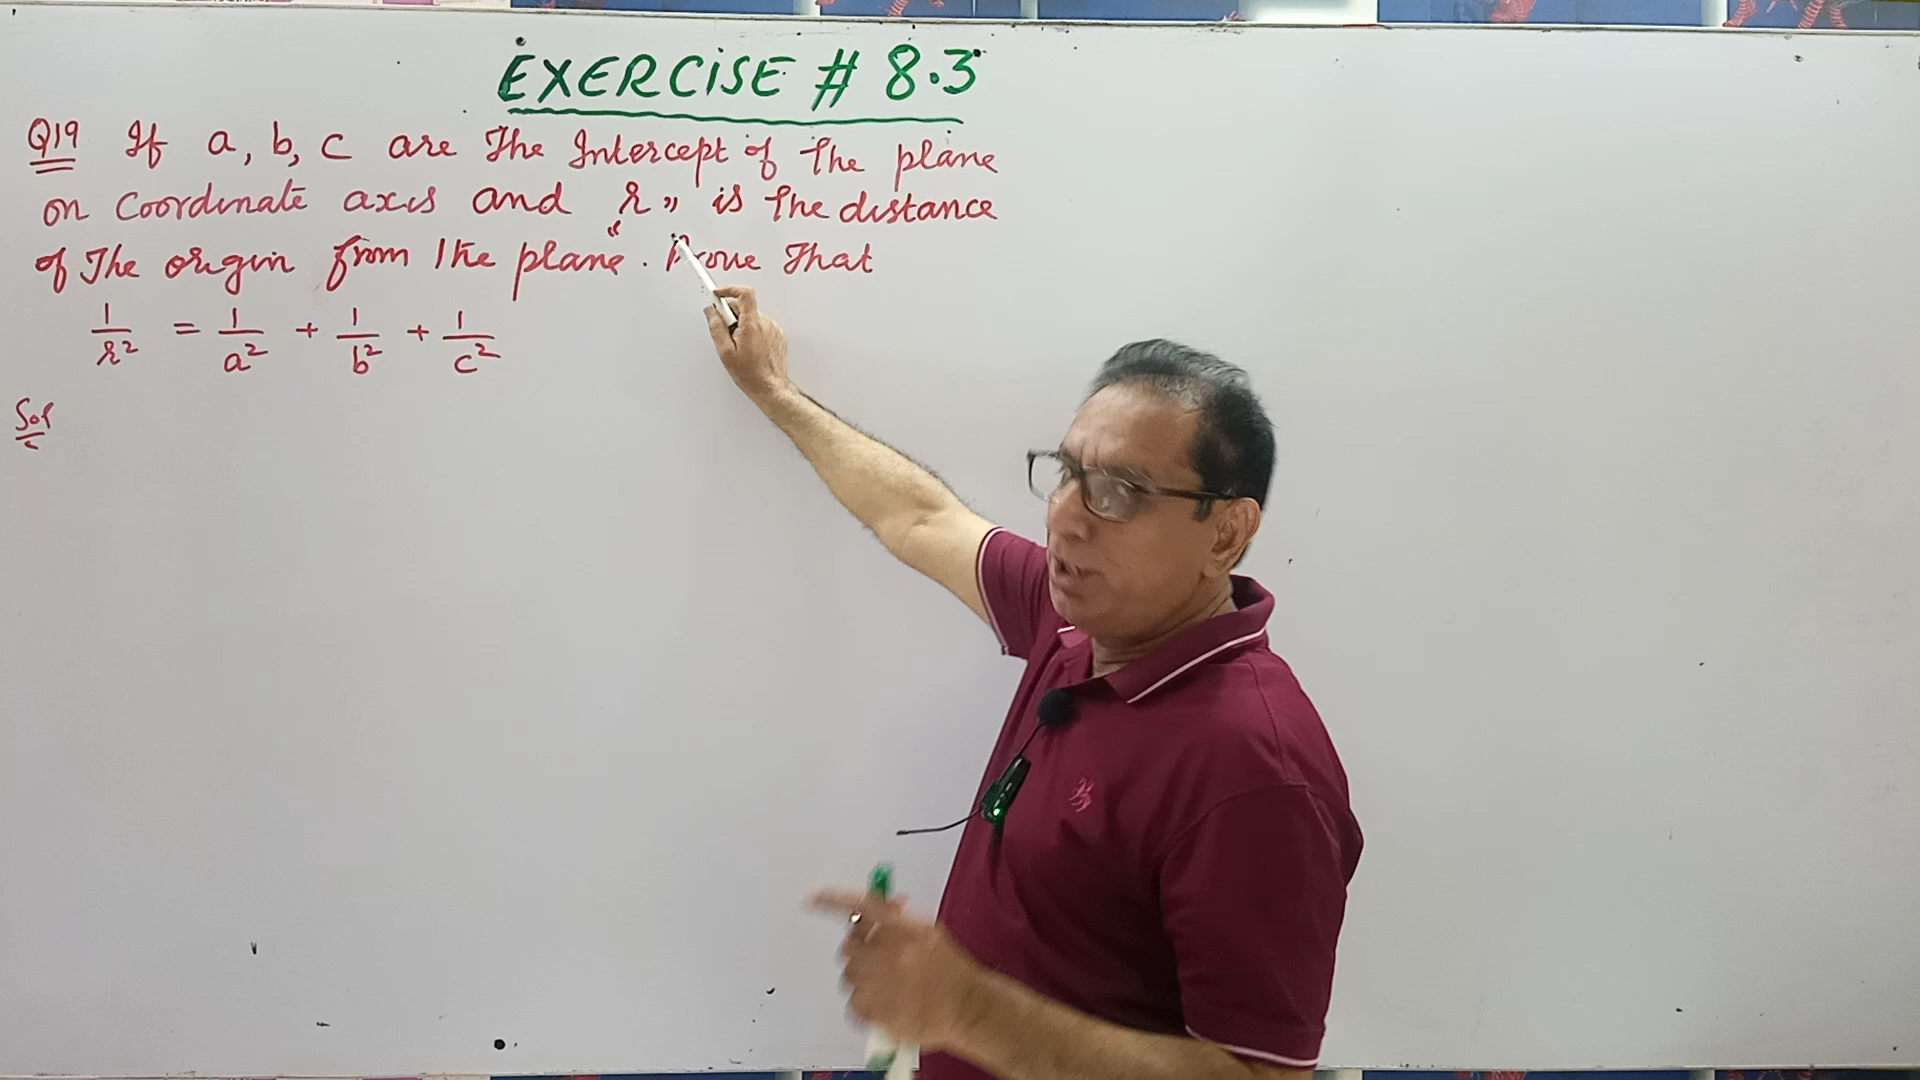 EXERCISE # 8.3
Q19 If a, b, c are The Intercept of The plane
on Coordinate axis and "r" is The distance
of The origin from The plane. Prove That
1/r² = 1/a² + 1/b² + 1/c²
Sol